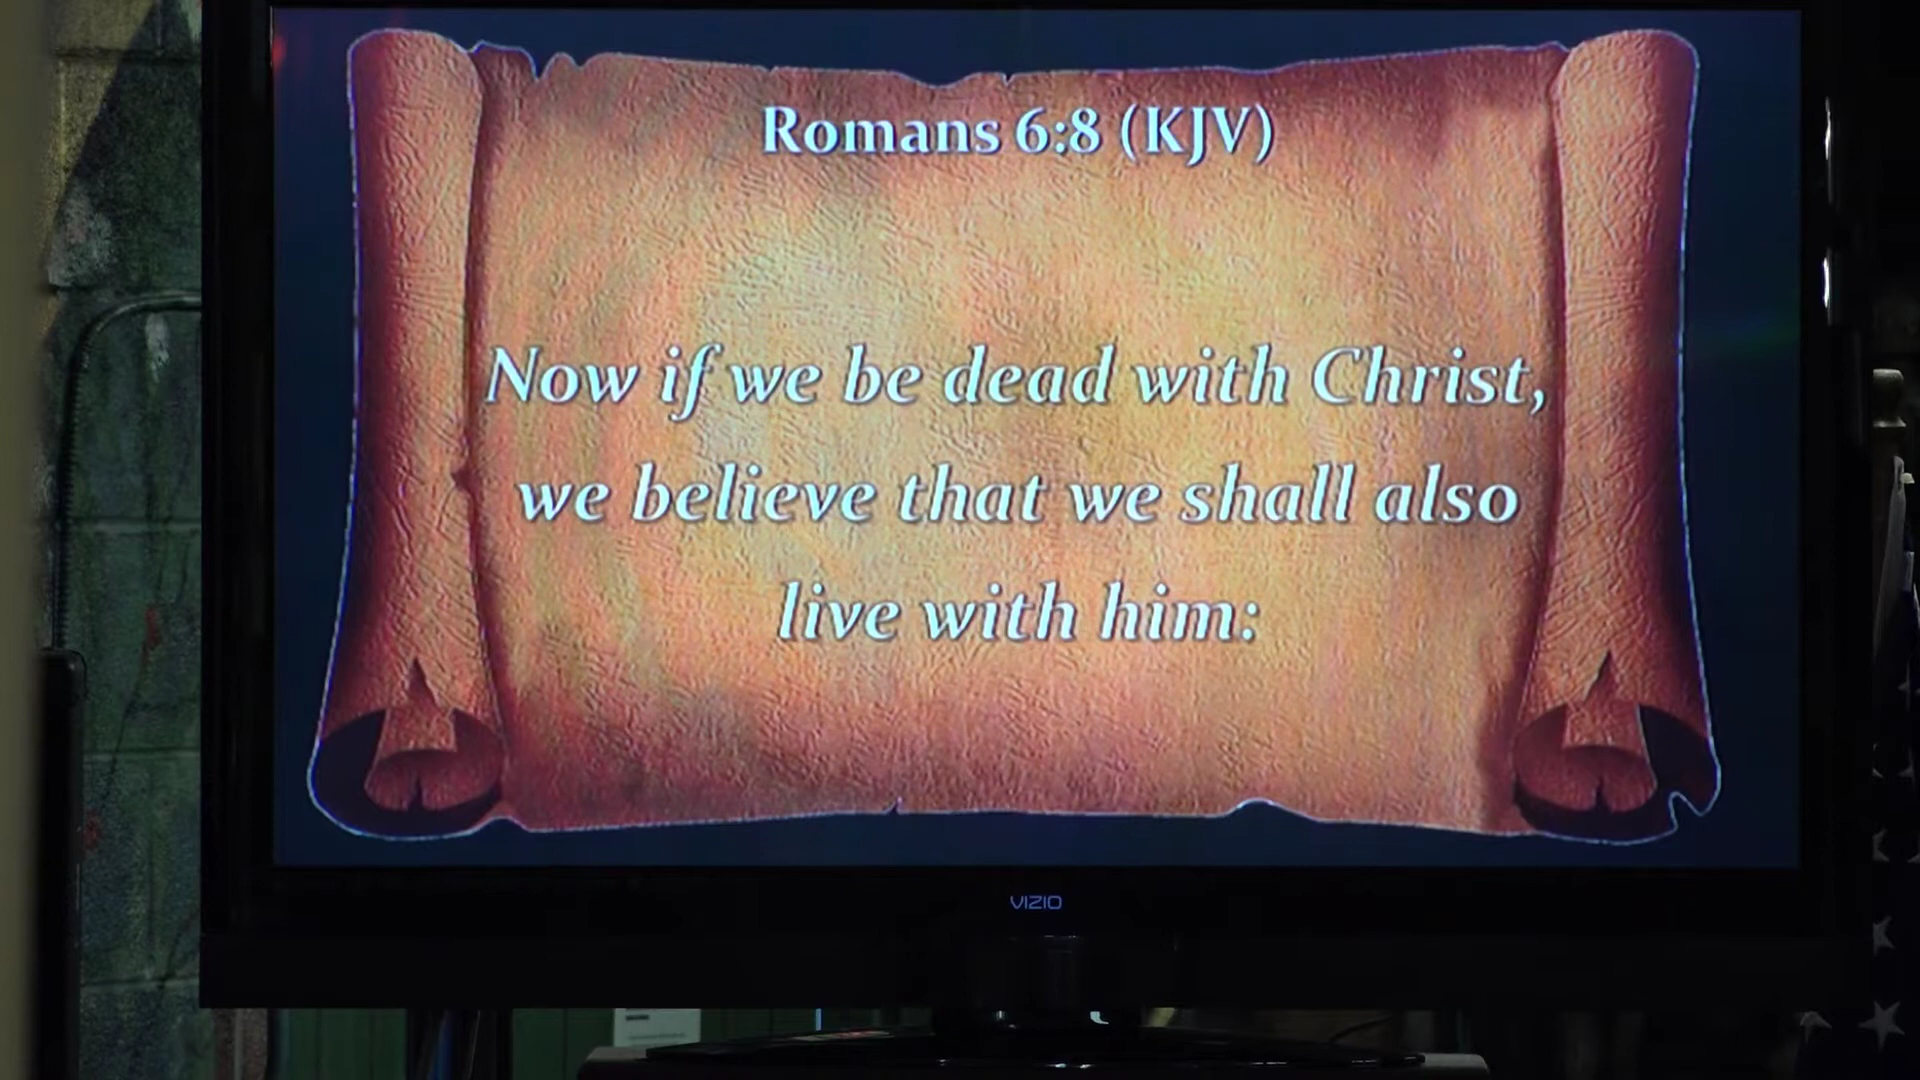 Romans 6:8 (KJV)
Now if we be dead with Christ,
we believe that we shall also
live with him:
VIZIO